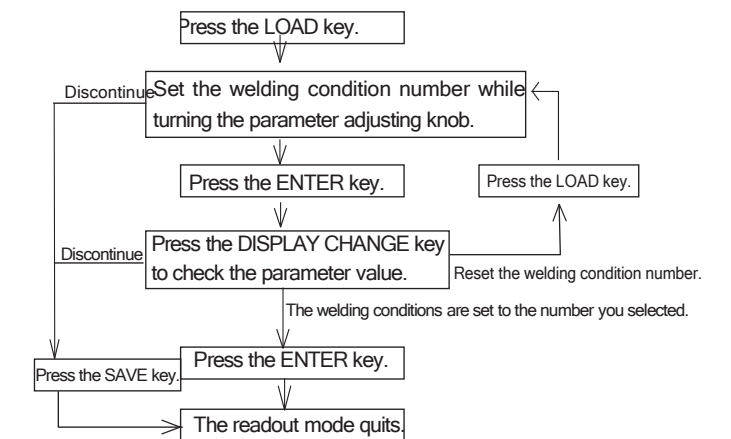 Press the LOAD key.
Discontinue
Set the welding condition number while
turning the parameter adjusting knob.
Press the ENTER key.
Press the LOAD key.
Discontinue
Press the DISPLAY CHANGE key
to check the parameter value.
Reset the welding condition number.
The welding conditions are set to the number you selected.
Press the SAVE key.
Press the ENTER key.
The readout mode quits.